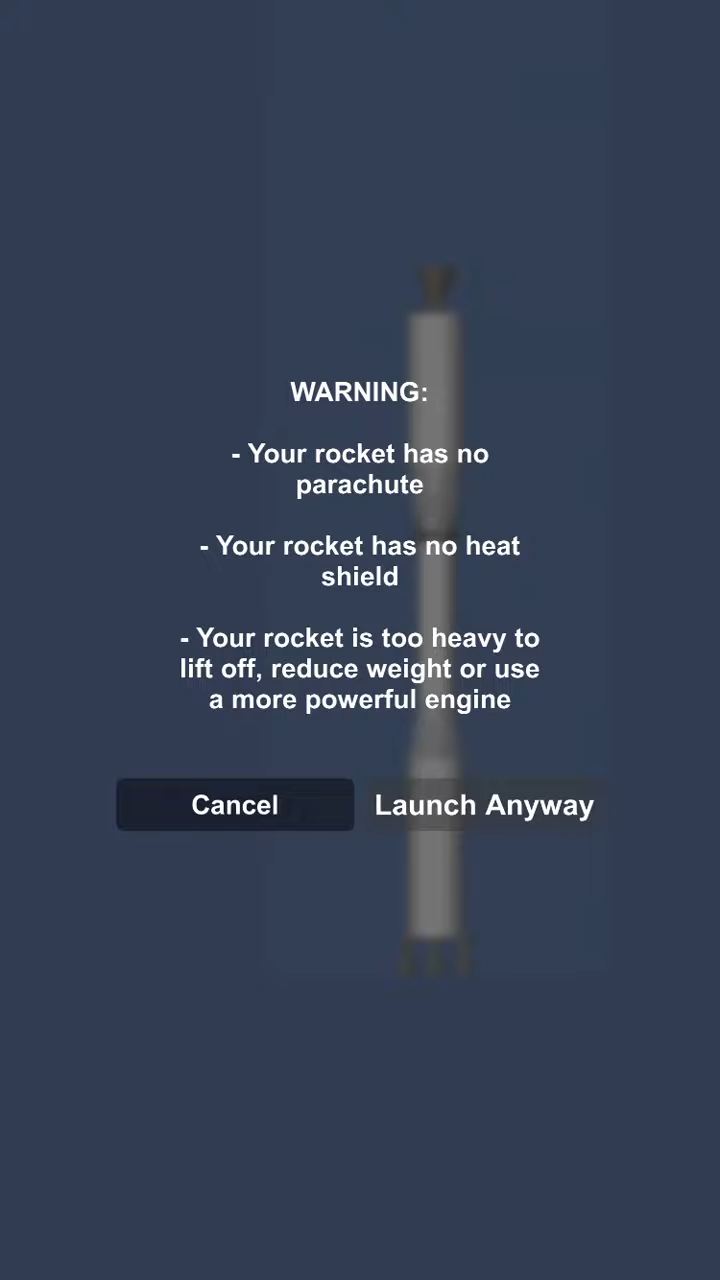 WARNING:
- Your rocket has no
parachute
- Your rocket has no heat
shield
- Your rocket is too heavy to
lift off, reduce weight or use
a more powerful engine
Cancel
Launch Anyway